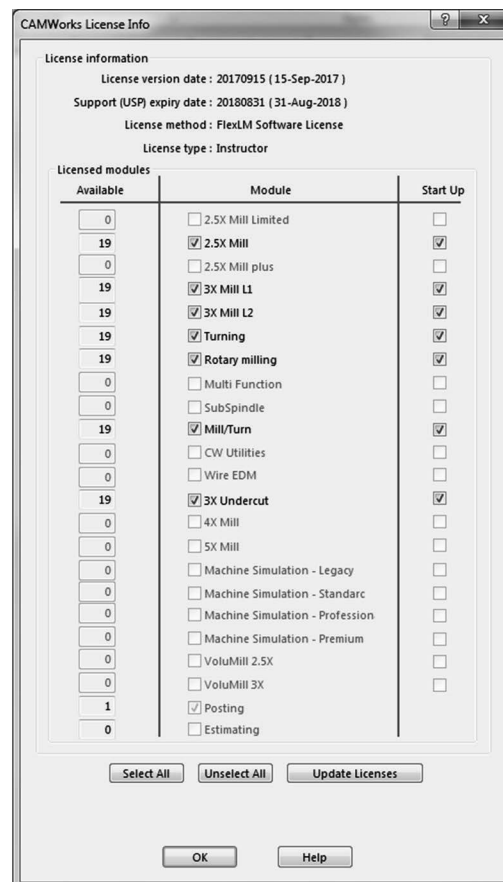 CAMWorks License Info
License information
License version date : 20170915 ( 15-Sep-2017 )
Support (USP) expiry date : 20180831 ( 31-Aug-2018 )
License method : FlexLM Software License
License type : Instructor
Licensed modules
Available Module Start Up
0 2.5X Mill Limited
19 2.5X Mill
0 2.5X Mill plus
19 3X Mill L1
19 3X Mill L2
19 Turning
19 Rotary milling
0 Multi Function
0 SubSpindle
19 Mill/Turn
0 CW Utilities
0 Wire EDM
19 3X Undercut
0 4X Mill
0 5X Mill
0 Machine Simulation - Legacy
0 Machine Simulation - Standarc
0 Machine Simulation - Profession
0 Machine Simulation - Premium
0 VoluMill 2.5X
0 VoluMill 3X
1 Posting
0 Estimating
Select All Unselect All Update Licenses
OK Help